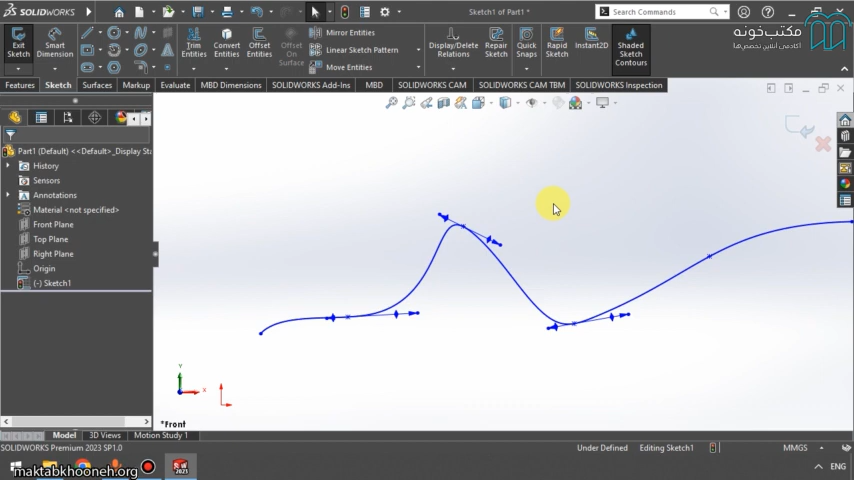 SOLIDWORKS
Sketch1 of Part1 *
Search Commands
مکتب‌خونه
آکادمی آنلاین تخصص‌ها
Exit Sketch
Smart Dimension
Trim Entities
Convert Entities
Offset Entities
Offset On Surface
Mirror Entities
Linear Sketch Pattern
Move Entities
Display/Delete Relations
Repair Sketch
Quick Snaps
Rapid Sketch
Instant2D
Shaded Sketch Contours
Features
Sketch
Surfaces
Markup
Evaluate
MBD Dimensions
SOLIDWORKS Add-Ins
MBD
SOLIDWORKS CAM
SOLIDWORKS CAM TBM
SOLIDWORKS Inspection
Part1 (Default) <<Default>_Display Sta
History
Sensors
Annotations
Material <not specified>
Front Plane
Top Plane
Right Plane
Origin
(-) Sketch1
Y
X
*Front
Model
3D Views
Motion Study 1
SOLIDWORKS Premium 2023 SP1.0
Under Defined
Editing Sketch1
MMGS
maktabkhooneh.org
2023
ENG